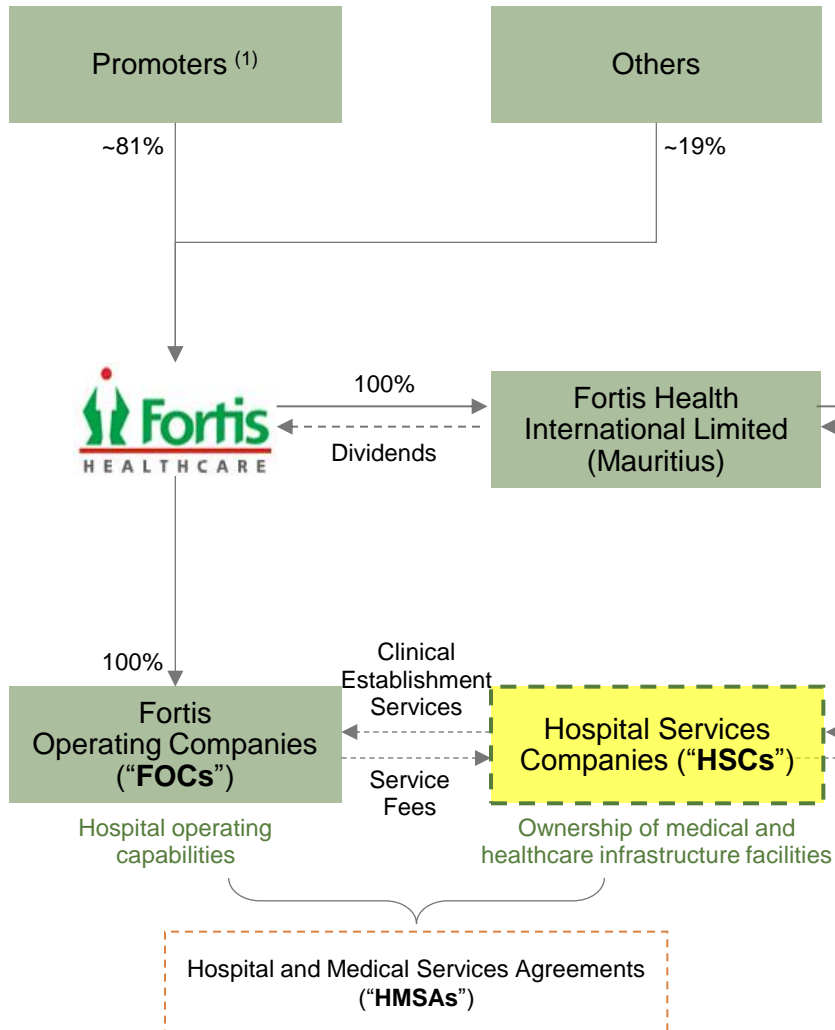 Promoters (1)
Others
~81%
~19%
Fortis
HEALTHCARE
100%
Dividends
Fortis Health
International Limited
(Mauritius)
100%
Clinical
Establishment
Services
Fortis
Operating Companies
(“FOCs”)
Service
Fees
Hospital Services
Companies (“HSCs”)
Hospital operating
capabilities
Ownership of medical and
healthcare infrastructure facilities
Hospital and Medical Services Agreements
(“HMSAs”)